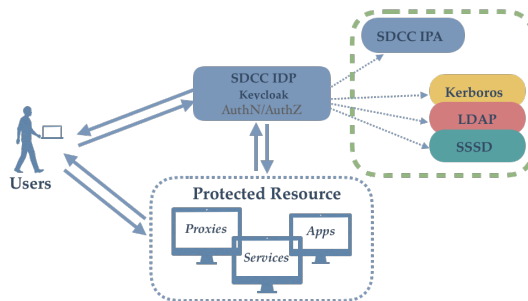 SDCC IPA
SDCC IDP
Keycloak
AuthN/AuthZ
Kerboros
LDAP
SSSD
Users
Protected Resource
Proxies
Apps
Services